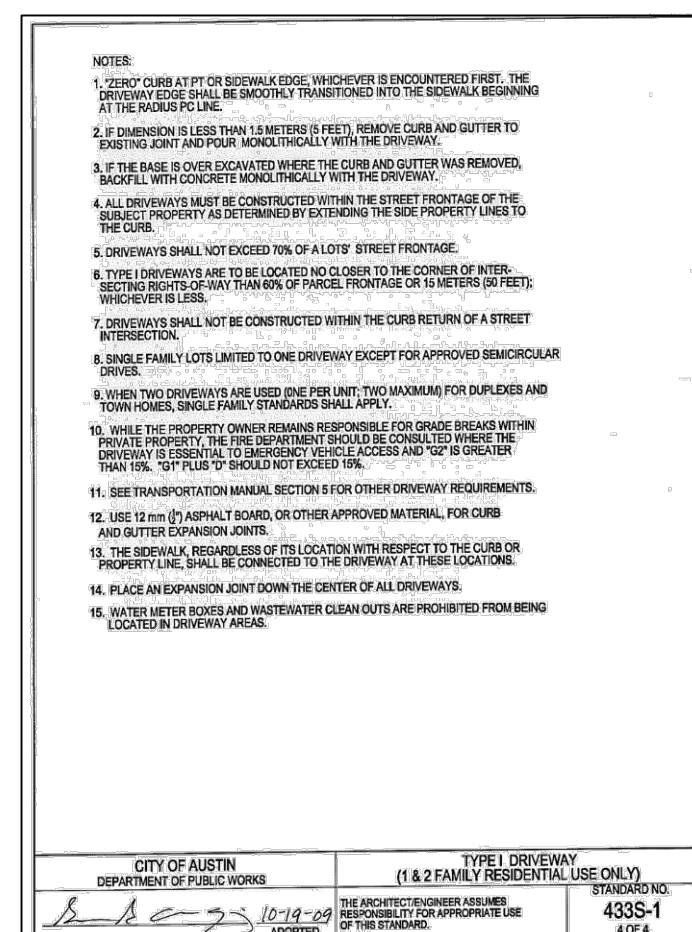 NOTES:
1. "ZERO" CURB AT PT OR SIDEWALK EDGE, WHICHEVER IS ENCOUNTERED FIRST. THE
DRIVEWAY EDGE SHALL BE SMOOTHLY TRANSITIONED INTO THE SIDEWALK BEGINNING
AT THE RADIUS PC LINE.
2. IF DIMENSION IS LESS THAN 1.5 METERS (5 FEET), REMOVE CURB AND GUTTER TO
EXISTING JOINT AND POUR MONOLITHICALLY WITH THE DRIVEWAY.
3. IF THE BASE IS OVER EXCAVATED WHERE THE CURB AND GUTTER WAS REMOVED,
BACKFILL WITH CONCRETE MONOLITHICALLY WITH THE DRIVEWAY.
4. ALL DRIVEWAYS MUST BE CONSTRUCTED WITHIN THE STREET FRONTAGE OF THE
SUBJECT PROPERTY AS DETERMINED BY EXTENDING THE SIDE PROPERTY LINES TO
THE CURB.
5. DRIVEWAYS SHALL NOT EXCEED 70% OF A LOTS' STREET FRONTAGE.
6. TYPE I DRIVEWAYS ARE TO BE LOCATED NO CLOSER TO THE CORNER OF INTER-
SECTING RIGHTS-OF-WAY THAN 60% OF PARCEL FRONTAGE OR 15 METERS (50 FEET);
WHICHEVER IS LESS.
7. DRIVEWAYS SHALL NOT BE CONSTRUCTED WITHIN THE CURB RETURN OF A STREET
INTERSECTION.
8. SINGLE FAMILY LOTS LIMITED TO ONE DRIVEWAY EXCEPT FOR APPROVED SEMICIRCULAR
DRIVES.
9. WHEN TWO DRIVEWAYS ARE USED (ONE PER UNIT; TWO MAXIMUM) FOR DUPLEXES AND
TOWN HOMES, SINGLE FAMILY STANDARDS SHALL APPLY.
10. WHILE THE PROPERTY OWNER REMAINS RESPONSIBLE FOR GRADE BREAKS WITHIN
PRIVATE PROPERTY, THE FIRE DEPARTMENT SHOULD BE CONSULTED WHERE THE
DRIVEWAY IS ESSENTIAL TO EMERGENCY VEHICLE ACCESS AND "G2" IS GREATER
THAN 15%. "G1" PLUS "D" SHOULD NOT EXCEED 15%.
11. SEE TRANSPORTATION MANUAL SECTION 5 FOR OTHER DRIVEWAY REQUIREMENTS.
12. USE 12 mm (½") ASPHALT BOARD, OR OTHER APPROVED MATERIAL, FOR CURB
AND GUTTER EXPANSION JOINTS.
13. THE SIDEWALK, REGARDLESS OF ITS LOCATION WITH RESPECT TO THE CURB OR
PROPERTY LINE, SHALL BE CONNECTED TO THE DRIVEWAY AT THESE LOCATIONS.
14. PLACE AN EXPANSION JOINT DOWN THE CENTER OF ALL DRIVEWAYS.
15. WATER METER BOXES AND WASTEWATER CLEAN OUTS ARE PROHIBITED FROM BEING
LOCATED IN DRIVEWAY AREAS.
CITY OF AUSTIN
DEPARTMENT OF PUBLIC WORKS
TYPE I DRIVEWAY
(1 & 2 FAMILY RESIDENTIAL USE ONLY)
10-19-09
ADOPTED
THE ARCHITECT/ENGINEER ASSUMES
RESPONSIBILITY FOR APPROPRIATE USE
OF THIS STANDARD.
STANDARD NO.
433S-1
4 OF 4